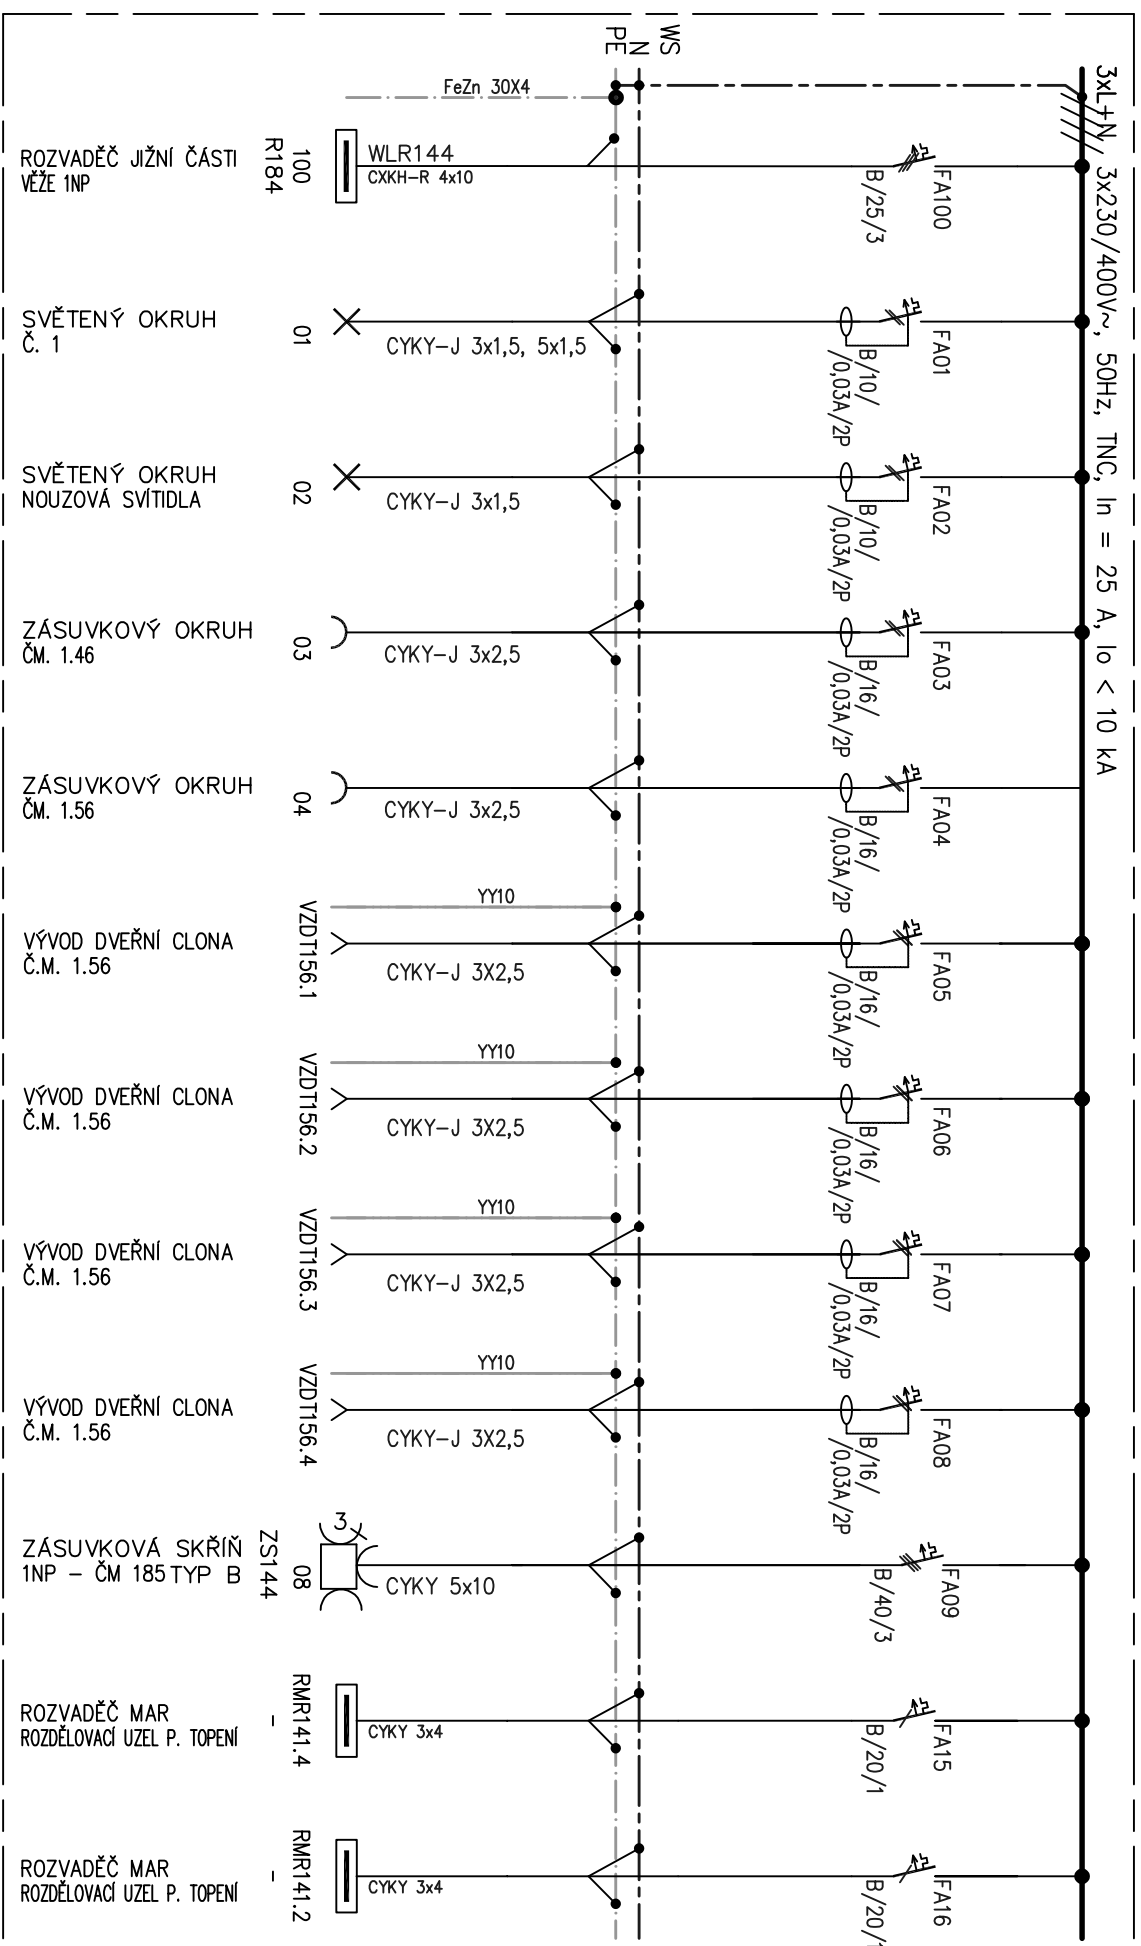 WS
N
PE
3xL+N, 3x230/400V~, 50Hz, TNC, In = 25 A, Io < 10 kA
FeZn 30X4
ROZVADĚČ JIŽNÍ ČÁSTI
VĚŽE 1NP
100
R184
WLR144
CXKH-R 4x10
FA100
B/25/3
SVĚTENÝ OKRUH
Č. 1
01
CYKY-J 3x1,5, 5x1,5
FA01
B/10/
/0,03A/2P
SVĚTENÝ OKRUH
NOUZOVÁ SVÍTIDLA
02
CYKY-J 3x1,5
FA02
B/10/
/0,03A/2P
ZÁSUVKOVÝ OKRUH
ČM. 1.46
03
CYKY-J 3x2,5
FA03
B/16/
/0,03A/2P
ZÁSUVKOVÝ OKRUH
ČM. 1.56
04
CYKY-J 3x2,5
FA04
B/16/
/0,03A/2P
VÝVOD DVEŘNÍ CLONA
Č.M. 1.56
VZDT156.1
YY10
CYKY-J 3X2,5
FA05
B/16/
/0,03A/2P
VÝVOD DVEŘNÍ CLONA
Č.M. 1.56
VZDT156.2
YY10
CYKY-J 3X2,5
FA06
B/16/
/0,03A/2P
VÝVOD DVEŘNÍ CLONA
Č.M. 1.56
VZDT156.3
YY10
CYKY-J 3X2,5
FA07
B/16/
/0,03A/2P
VÝVOD DVEŘNÍ CLONA
Č.M. 1.56
VZDT156.4
YY10
CYKY-J 3X2,5
FA08
B/16/
/0,03A/2P
ZÁSUVKOVÁ SKŘÍŇ
1NP - ČM 185 TYP B
08
ZS144
3
CYKY 5x10
FA09
B/40/3
ROZVADĚČ MAR
ROZDĚLOVACÍ UZEL P. TOPENÍ
RMR141.4
-
CYKY 3x4
FA15
B/20/1
ROZVADĚČ MAR
ROZDĚLOVACÍ UZEL P. TOPENÍ
RMR141.2
-
CYKY 3x4
FA16
B/20/1